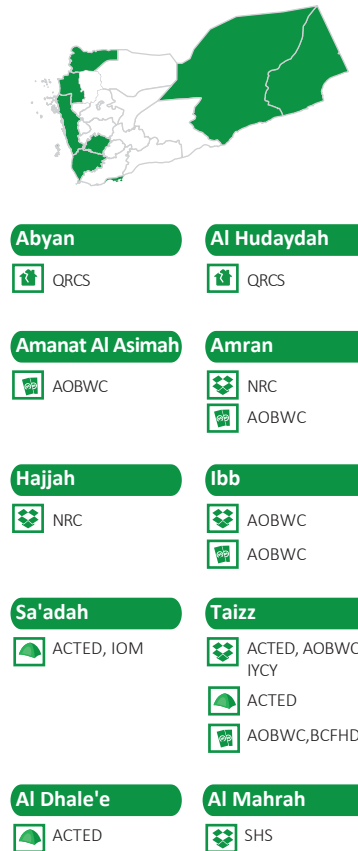 Abyan
QRCS
Al Hudaydah
QRCS
Amanat Al Asimah
AOBWC
Amran
NRC
AOBWC
Hajjah
NRC
Ibb
AOBWC
AOBWC
Sa'adah
ACTED, IOM
Taizz
ACTED, AOBWC
IYCY
ACTED
AOBWC,BCFHD
Al Dhale'e
ACTED
Al Mahrah
SHS